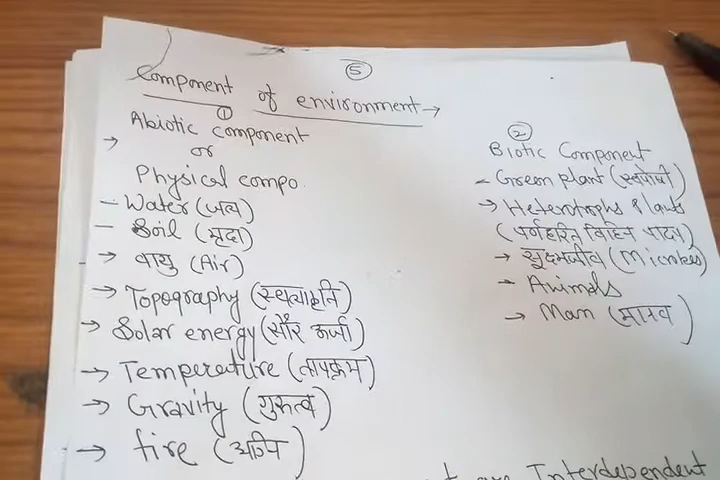 5
Component of environment →
1
Abiotic component
→ or
Physical compo.
- Water (जल)
- Soil (मृदा)
→ वायु (Air)
→ Topography (स्थलाकृति)
→ Solar energy (सौर ऊर्जा)
→ Temperature (तापक्रम)
→ Gravity (गुरुत्व)
→ fire (अग्नि)
2
Biotic Component
- Green plant (स्वपोषी)
→ Heterotrophs Plants
(पर्णहरित विहिन पादप)
→ सूक्ष्मजीव (Microbes)
- Animals
→ Man (मानव)
are Interdependent